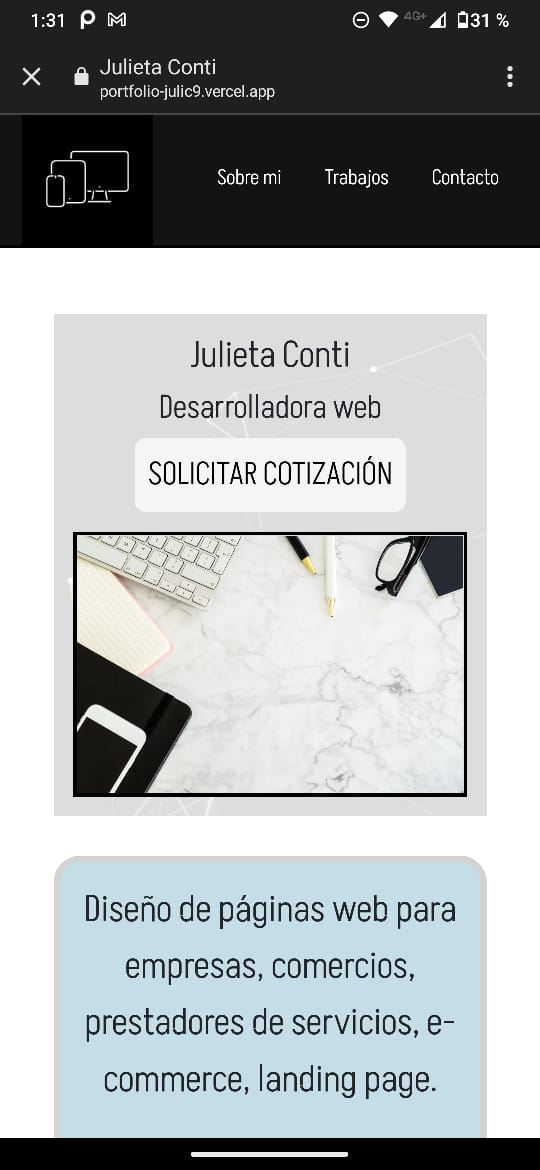 1:31
4G+
31 %
Julieta Conti
portfolio-julic9.vercel.app
Sobre mi Trabajos Contacto
Julieta Conti
Desarrolladora web
SOLICITAR COTIZACIÓN
Diseño de páginas web para
empresas, comercios,
prestadores de servicios, e-
commerce, landing page.